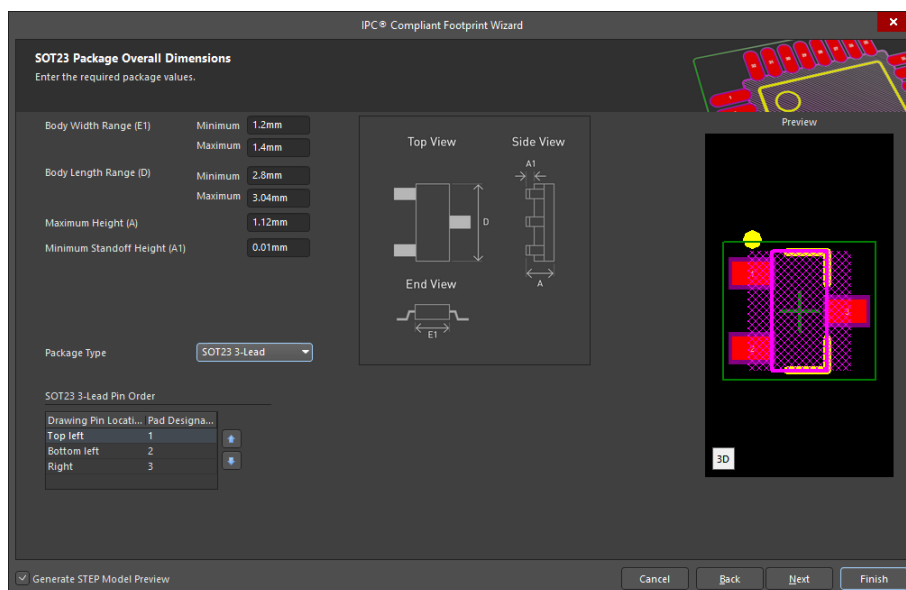 IPC® Compliant Footprint Wizard
SOT23 Package Overall Dimensions
Enter the required package values.
Preview
Body Width Range (E1) Minimum 1.2mm
Maximum 1.4mm
Body Length Range (D) Minimum 2.8mm
Maximum 3.04mm
Maximum Height (A) 1.12mm
Minimum Standoff Height (A1) 0.01mm
Top View Side View
A1
D
A
End View
E1
1
2
3
3D
Package Type SOT23 3-Lead
SOT23 3-Lead Pin Order
Drawing Pin Locati... Pad Designa...
Top left 1
Bottom left 2
Right 3
Generate STEP Model Preview
Cancel Back Next Finish